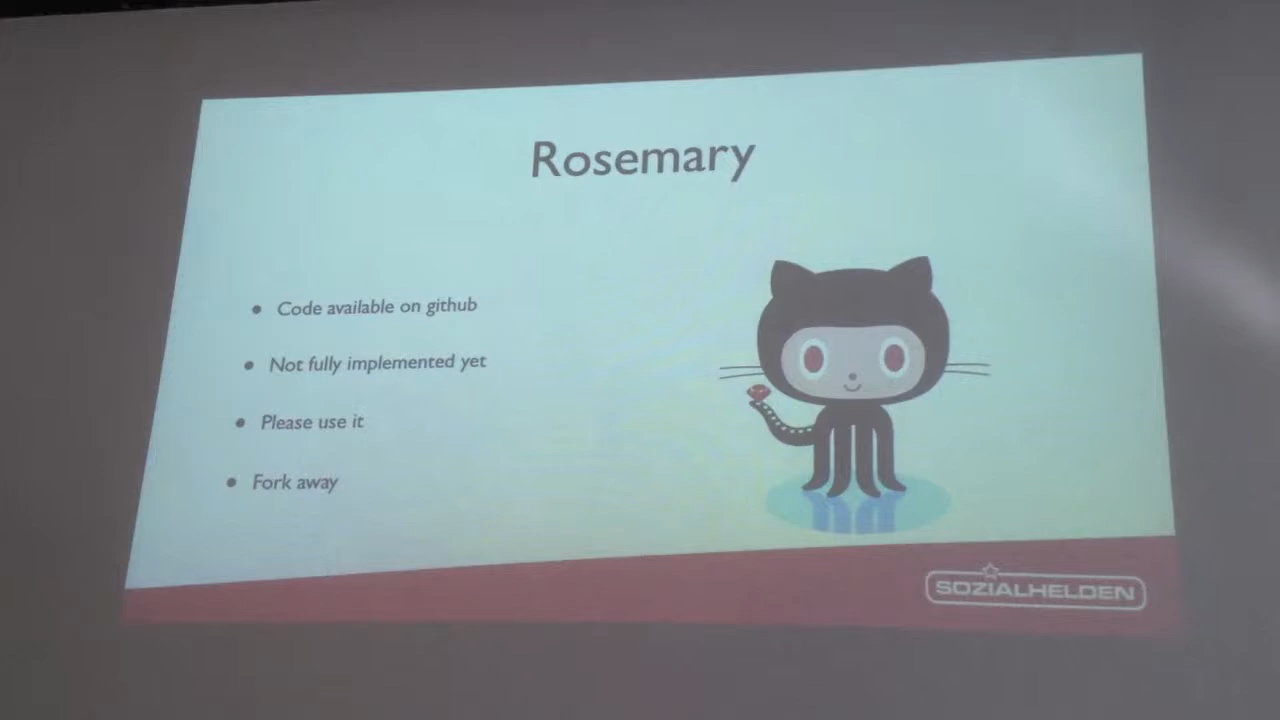 Rosemary
• Code available on github
• Not fully implemented yet
• Please use it
• Fork away
SOZIALHELDEN